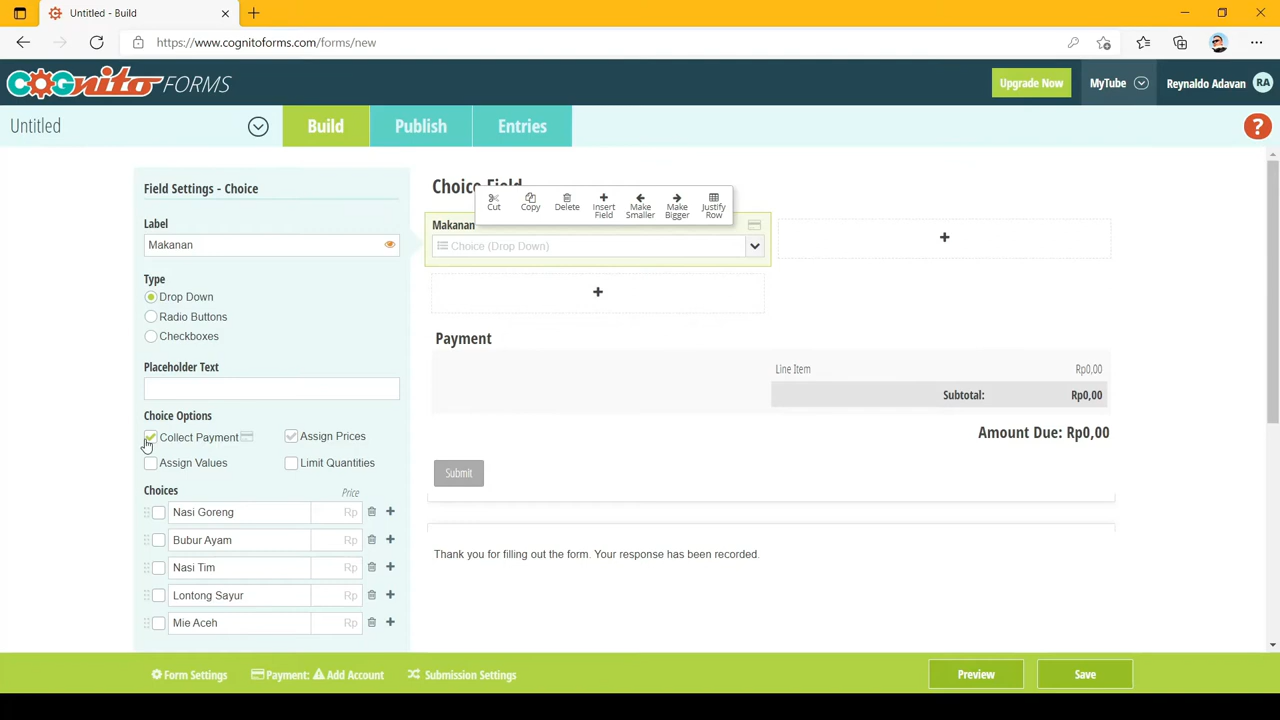 Untitled - Build
https://www.cognitoforms.com/forms/new
COGNITO FORMS
Upgrade Now
MyTube
Reynaldo Adavan
RA
Untitled
Build
Publish
Entries
?
Field Settings - Choice
Label
Makanan
Type
Drop Down
Radio Buttons
Checkboxes
Placeholder Text
Choice Options
Collect Payment
Assign Prices
Assign Values
Limit Quantities
Choices
Price
Nasi Goreng
Rp
Bubur Ayam
Rp
Nasi Tim
Rp
Lontong Sayur
Rp
Mie Aceh
Rp
Choice Field
Cut
Copy
Delete
Insert Field
Make Smaller
Make Bigger
Justify Row
Makanan
Choice (Drop Down)
Payment
Line Item
Rp0,00
Subtotal:
Rp0,00
Amount Due: Rp0,00
Submit
Thank you for filling out the form. Your response has been recorded.
Form Settings
Payment:
Add Account
Submission Settings
Preview
Save